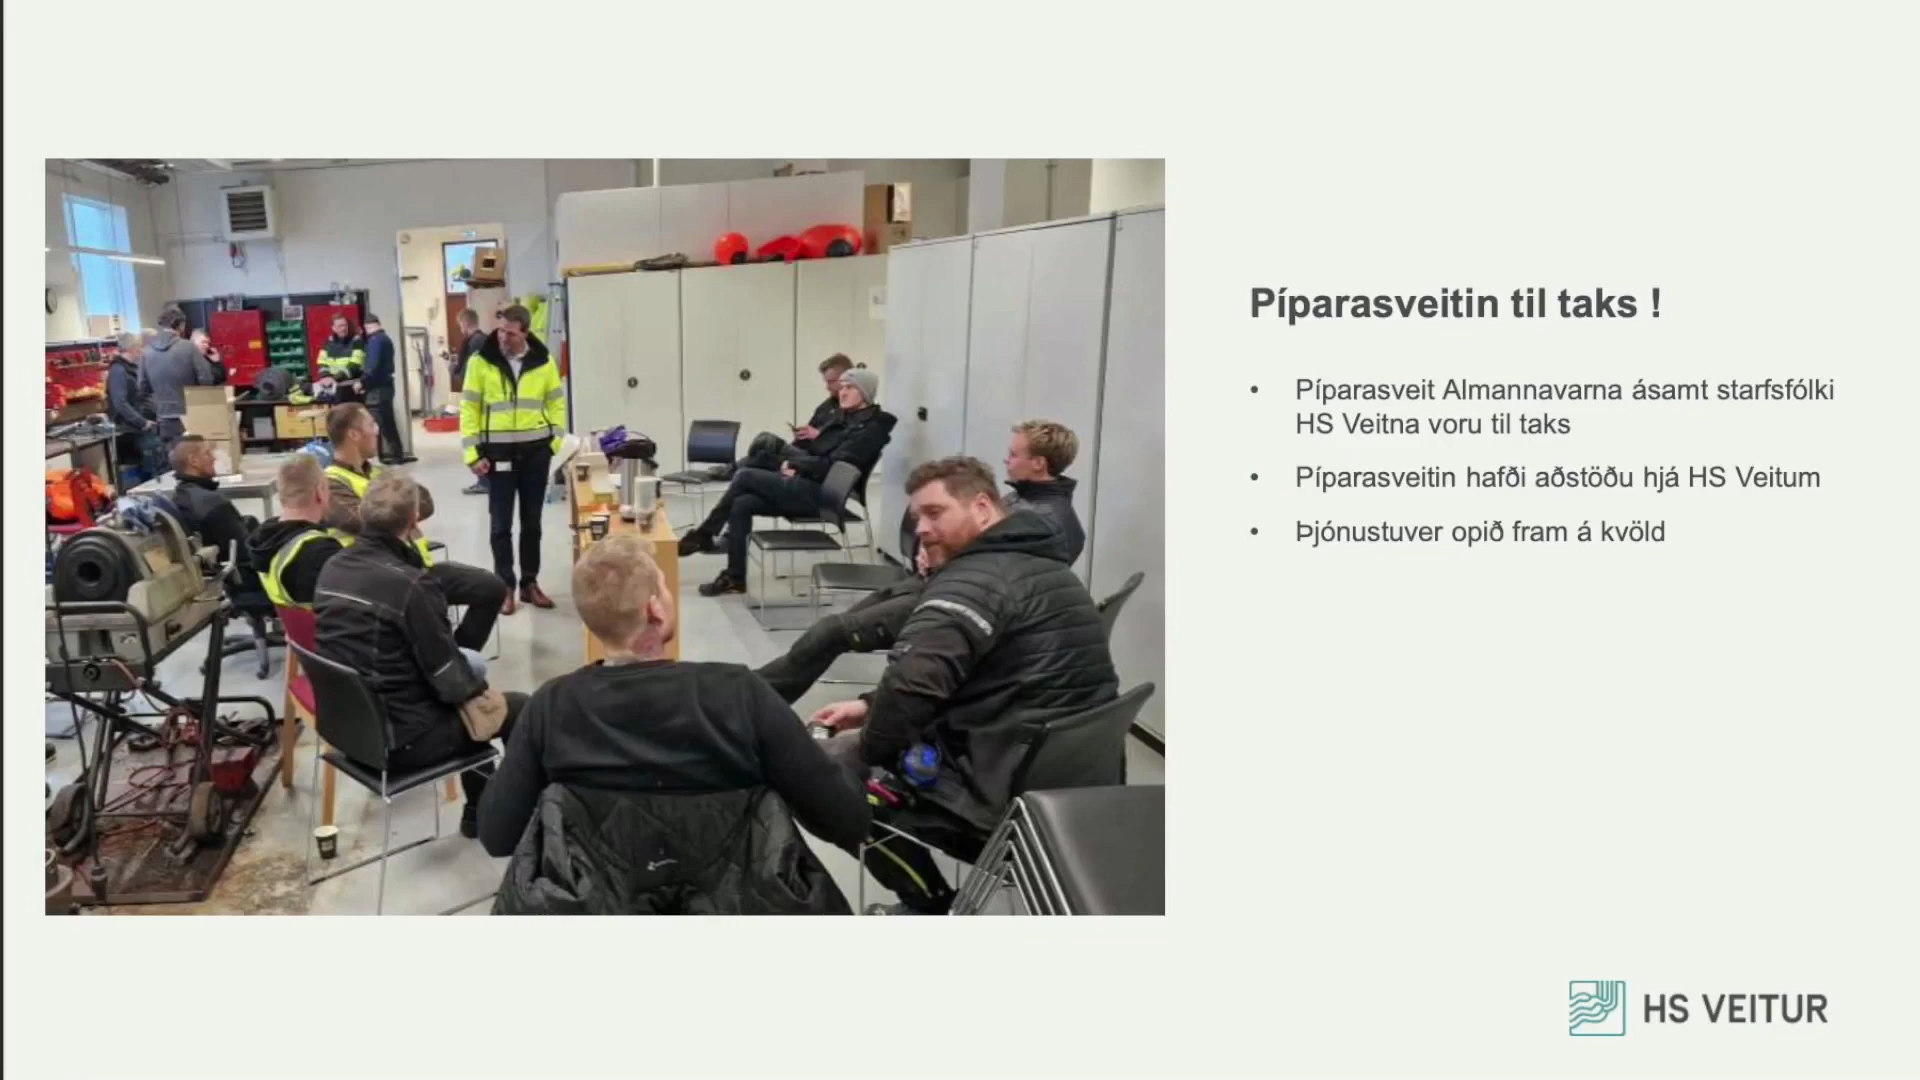 Píparasveitin til taks !
• Píparasveit Almannavarna ásamt starfsfólki
HS Veitna voru til taks
• Píparasveitin hafði aðstöðu hjá HS Veitum
• Þjónustuver opið fram á kvöld
HS VEITUR